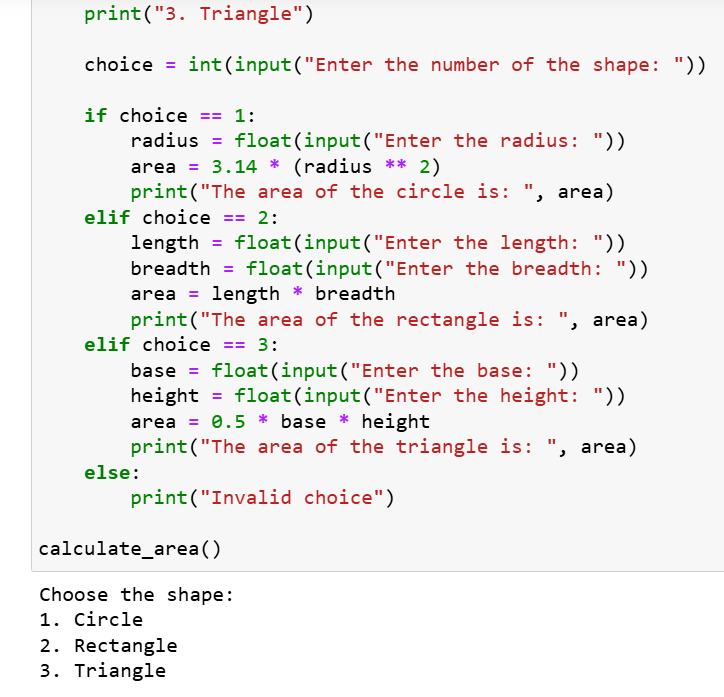 print("3. Triangle")

    choice = int(input("Enter the number of the shape: "))

    if choice == 1:
        radius = float(input("Enter the radius: "))
        area = 3.14 * (radius ** 2)
        print("The area of the circle is: ", area)
    elif choice == 2:
        length = float(input("Enter the length: "))
        breadth = float(input("Enter the breadth: "))
        area = length * breadth
        print("The area of the rectangle is: ", area)
    elif choice == 3:
        base = float(input("Enter the base: "))
        height = float(input("Enter the height: "))
        area = 0.5 * base * height
        print("The area of the triangle is: ", area)
    else:
        print("Invalid choice")

calculate_area()
Choose the shape:
1. Circle
2. Rectangle
3. Triangle